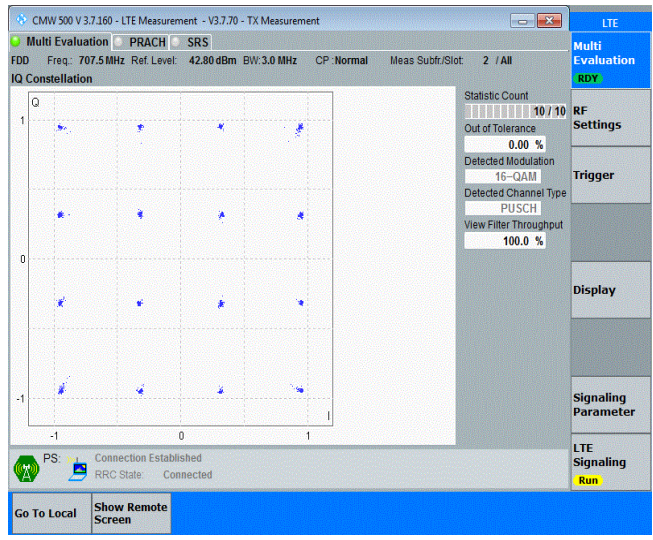 CMW 500 V 3.7.160 - LTE Measurement - V3.7.70 - TX Measurement
LTE
Multi Evaluation PRACH SRS
FDD Freq.: 707.5 MHz Ref. Level: 42.80 dBm BW: 3.0 MHz CP : Normal Meas Subfr./Slot: 2 / All
IQ Constellation
Q
1
0
-1
-1 0 1
I
Statistic Count
10 / 10
Out of Tolerance
0.00 %
Detected Modulation
16-QAM
Detected Channel Type
PUSCH
View Filter Throughput
100.0 %
PS:
Connection Established
RRC State: Connected
Multi
Evaluation
RDY
RF
Settings
Trigger
Display
Signaling
Parameter
LTE
Signaling
Run
Go To Local
Show Remote
Screen